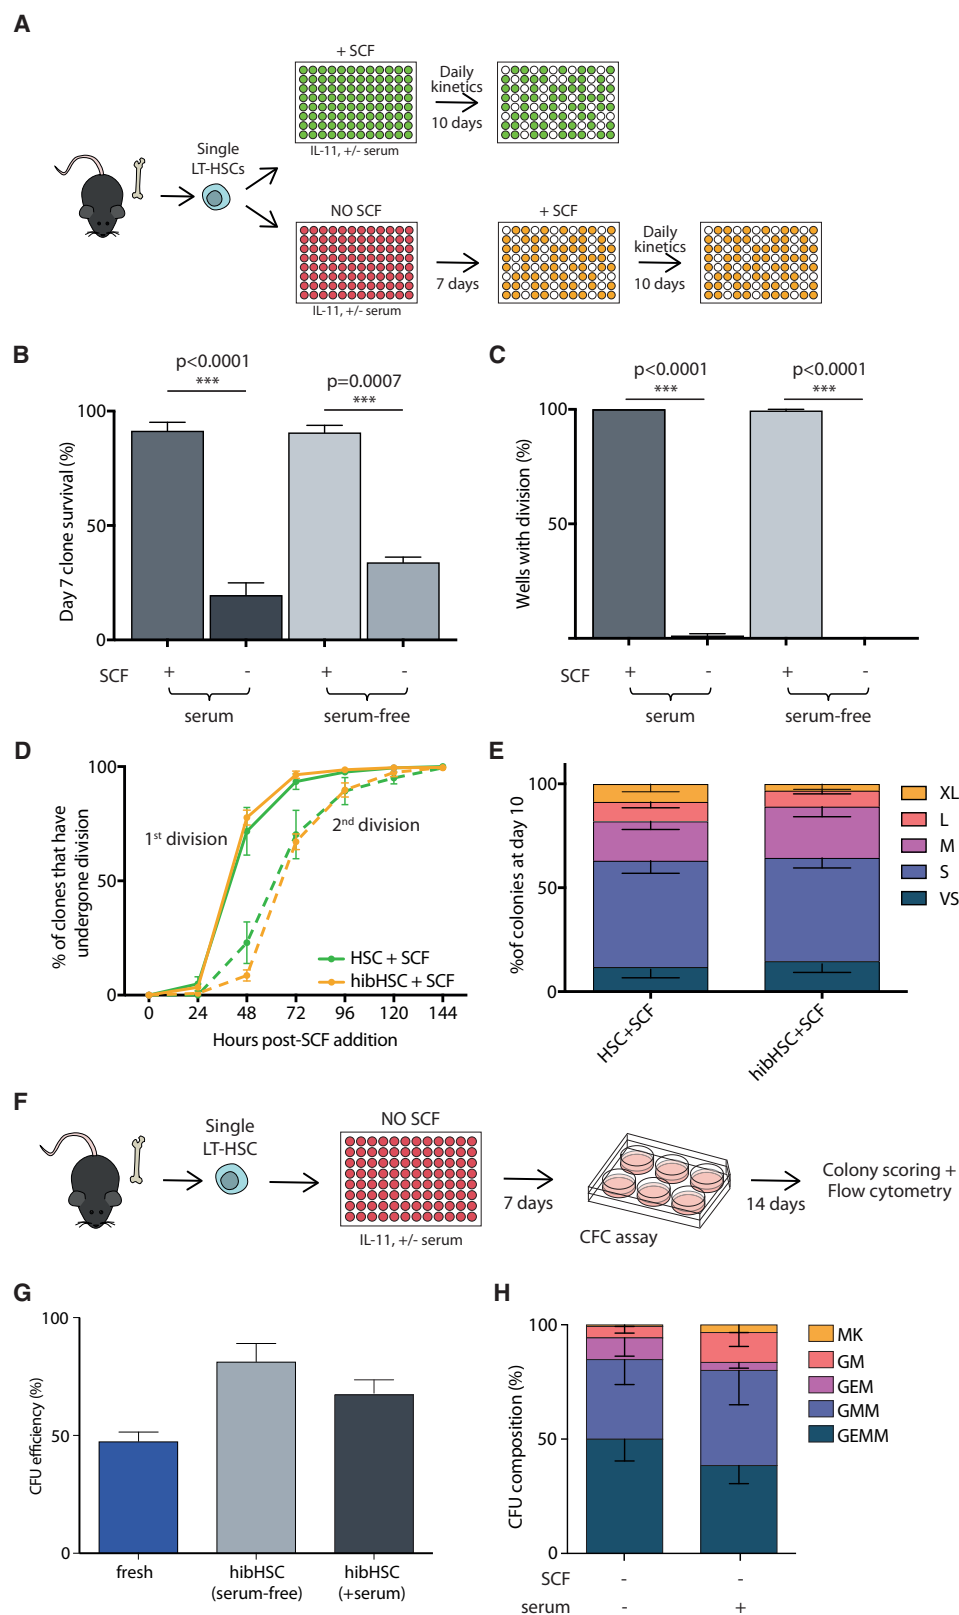 A
+ SCF
Daily
kinetics
10 days
IL-11, +/- serum
Single
LT-HSCs
NO SCF
+ SCF
Daily
kinetics
7 days
10 days
IL-11, +/- serum
B
p<0.0001
***
p=0.0007
***
Day 7 clone survival (%)
100
50
0
SCF + - + -
serum serum-free
C
p<0.0001
***
p<0.0001
***
Wells with division (%)
100
50
SCF + - + -
serum serum-free
D
% of clones that have
undergone division
100
50
0
1st division
2nd division
HSC + SCF
hibHSC + SCF
0 24 48 72 96 120 144
Hours post-SCF addition
E
%of colonies at day 10
100
50
0
XL
L
M
S
VS
HSC+SCF
hibHSC+SCF
F
Single
LT-HSC
NO SCF
IL-11, +/- serum
7 days
CFC assay
14 days
Colony scoring +
Flow cytometry
G
CFU efficiency (%)
100
50
0
fresh
hibHSC
(serum-free)
hibHSC
(+serum)
H
CFU composition (%)
100
50
0
MK
GM
GEM
GMM
GEMM
SCF - -
serum - +